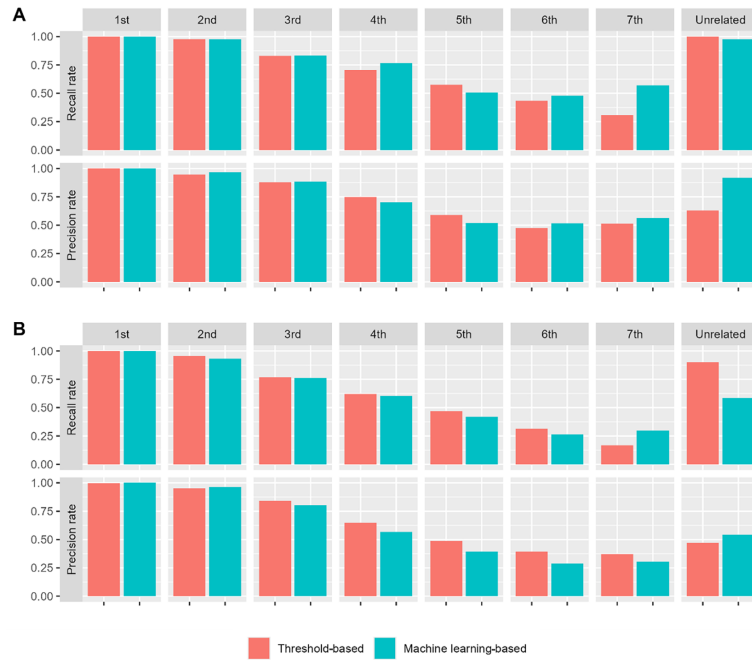 A
1st 2nd 3rd 4th 5th 6th 7th Unrelated
Recall rate
1.00
0.75
0.50
0.25
0.00
Precision rate
1.00
0.75
0.50
0.25
0.00
B
1st 2nd 3rd 4th 5th 6th 7th Unrelated
Recall rate
1.00
0.75
0.50
0.25
0.00
Precision rate
1.00
0.75
0.50
0.25
0.00
Threshold-based Machine learning-based